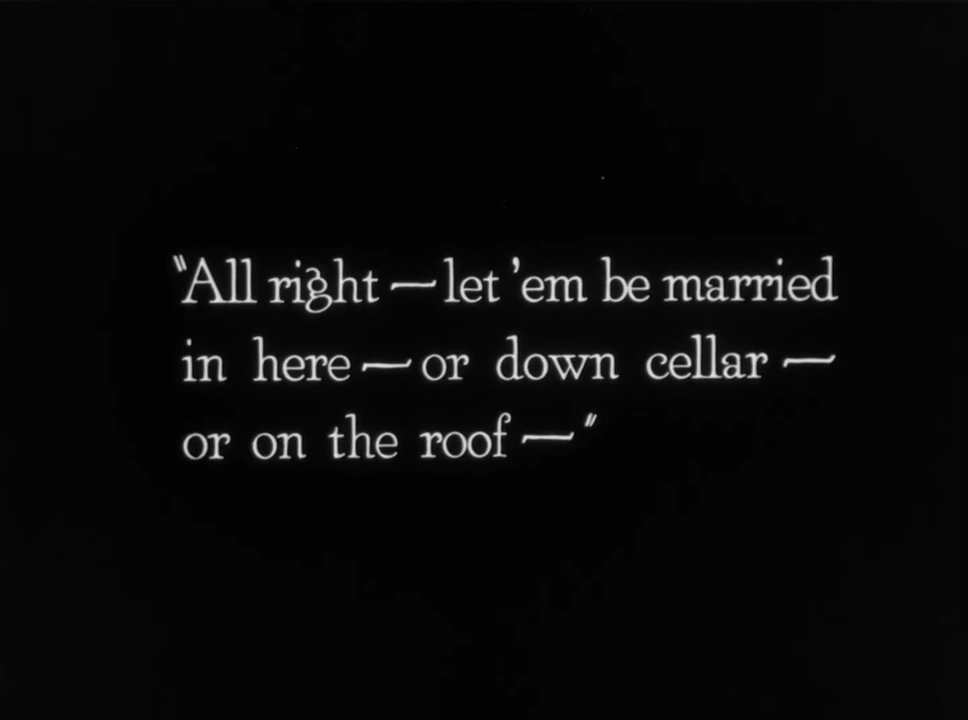 "All right — let 'em be married
in here — or down cellar —
or on the roof — "